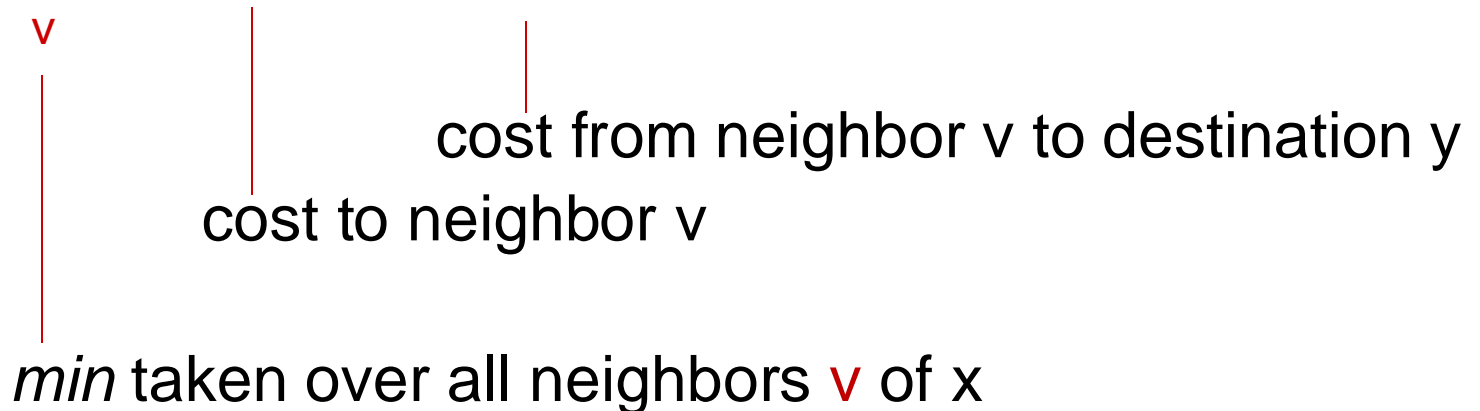 v
cost from neighbor v to destination y
cost to neighbor v
min taken over all neighbors v of x